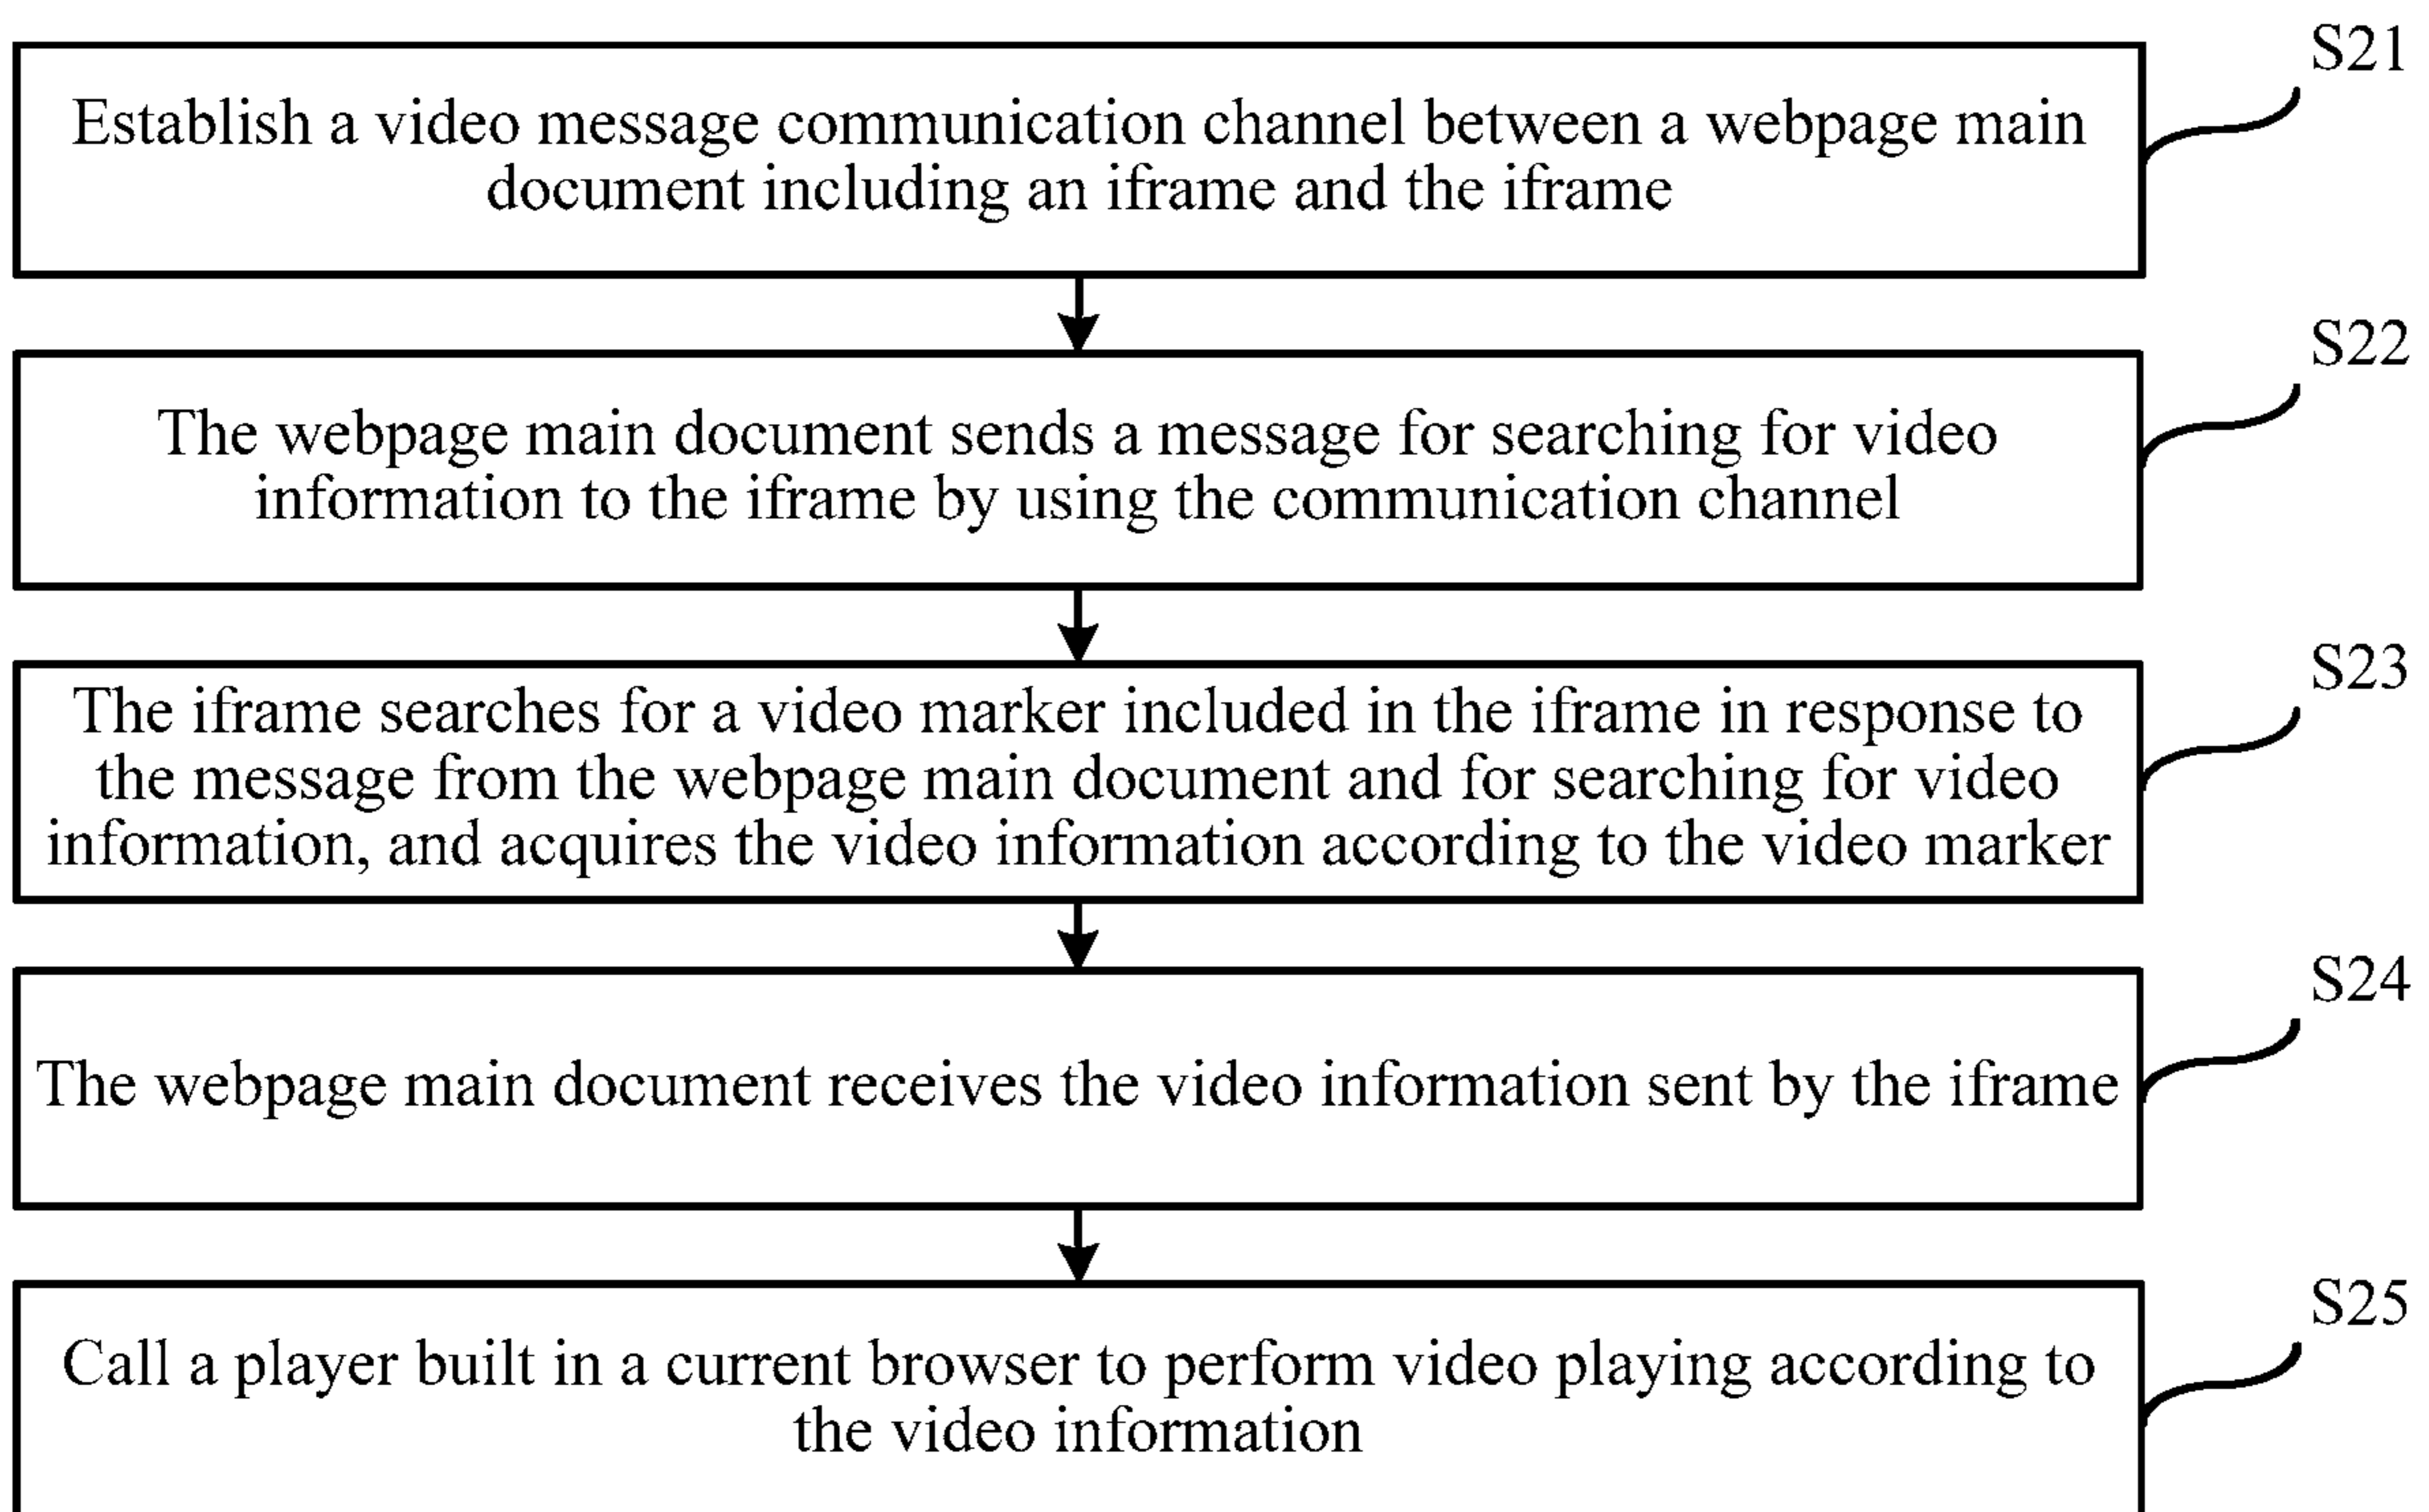 S21
Establish a video message communication channel between a webpage main
document including an iframe and the iframe
S22
The webpage main document sends a message for searching for video
information to the iframe by using the communication channel
S23
The iframe searches for a video marker included in the iframe in response to
the message from the webpage main document and for searching for video
information, and acquires the video information according to the video marker
S24
The webpage main document receives the video information sent by the iframe
S25
Call a player built in a current browser to perform video playing according to
the video information